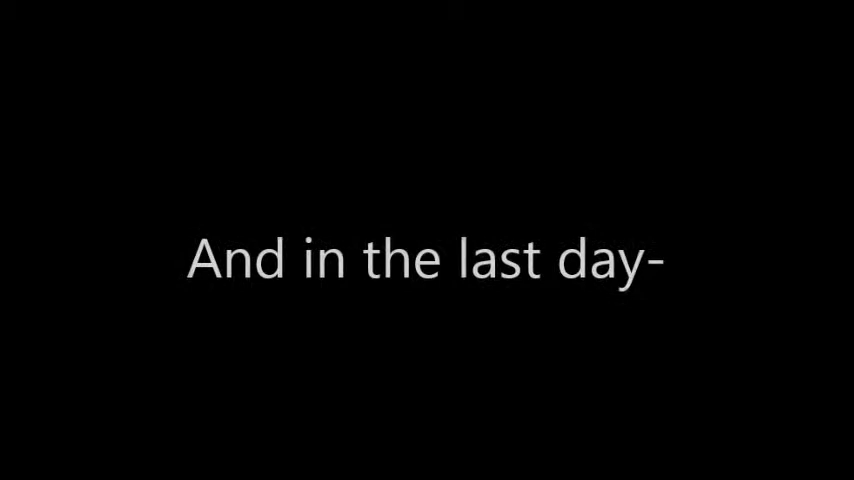 And in the last day-